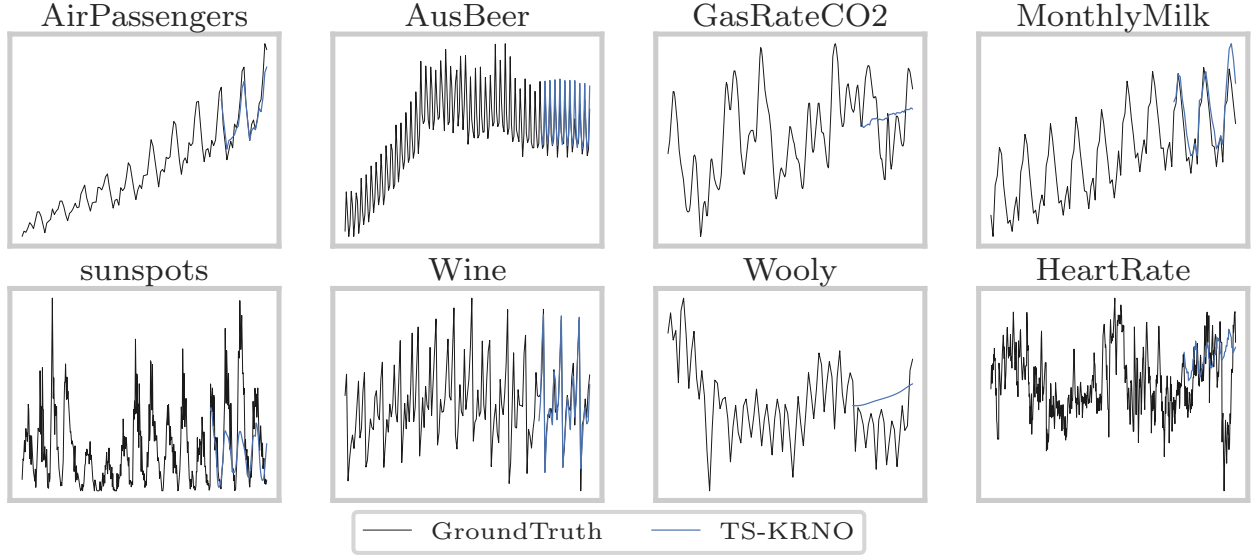 AirPassengers AusBeer GasRateCO2 MonthlyMilk
sunspots Wine Wooly HeartRate
GroundTruth TS-KRNO